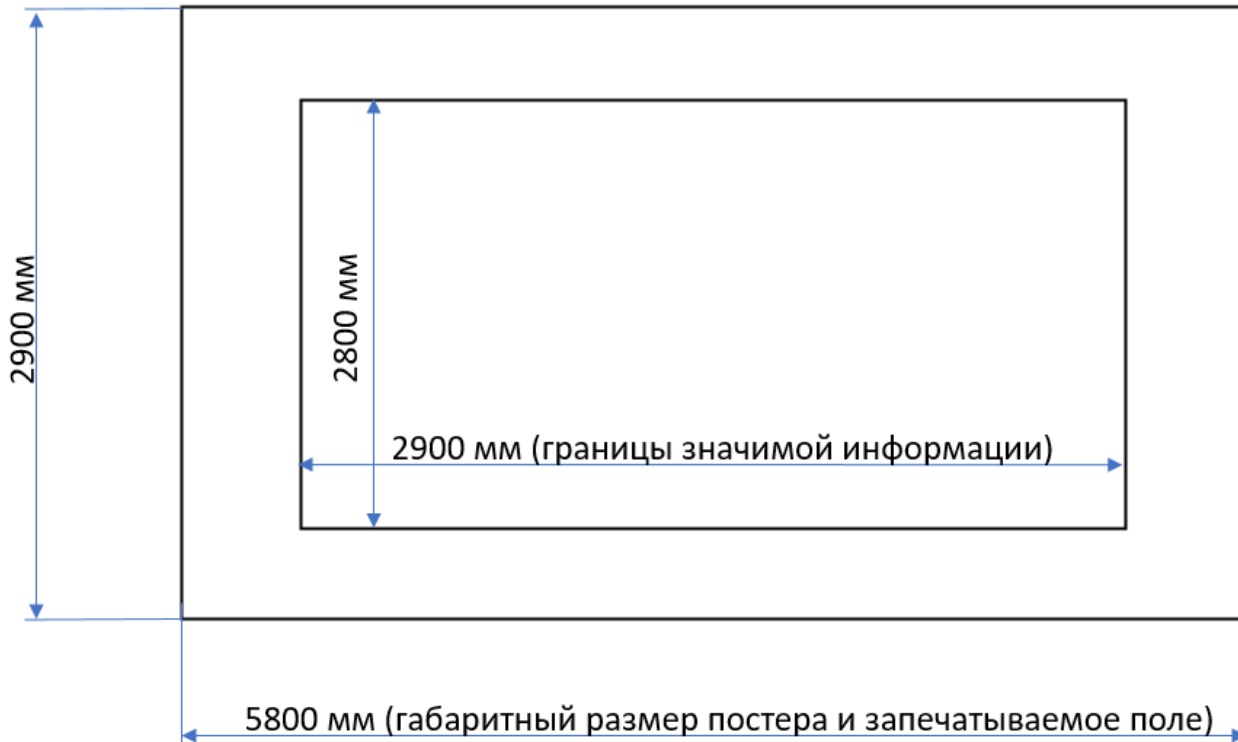 2900 мм
2800 мм
2900 мм (границы значимой информации)
5800 мм (габаритный размер постера и запечатываемое поле)